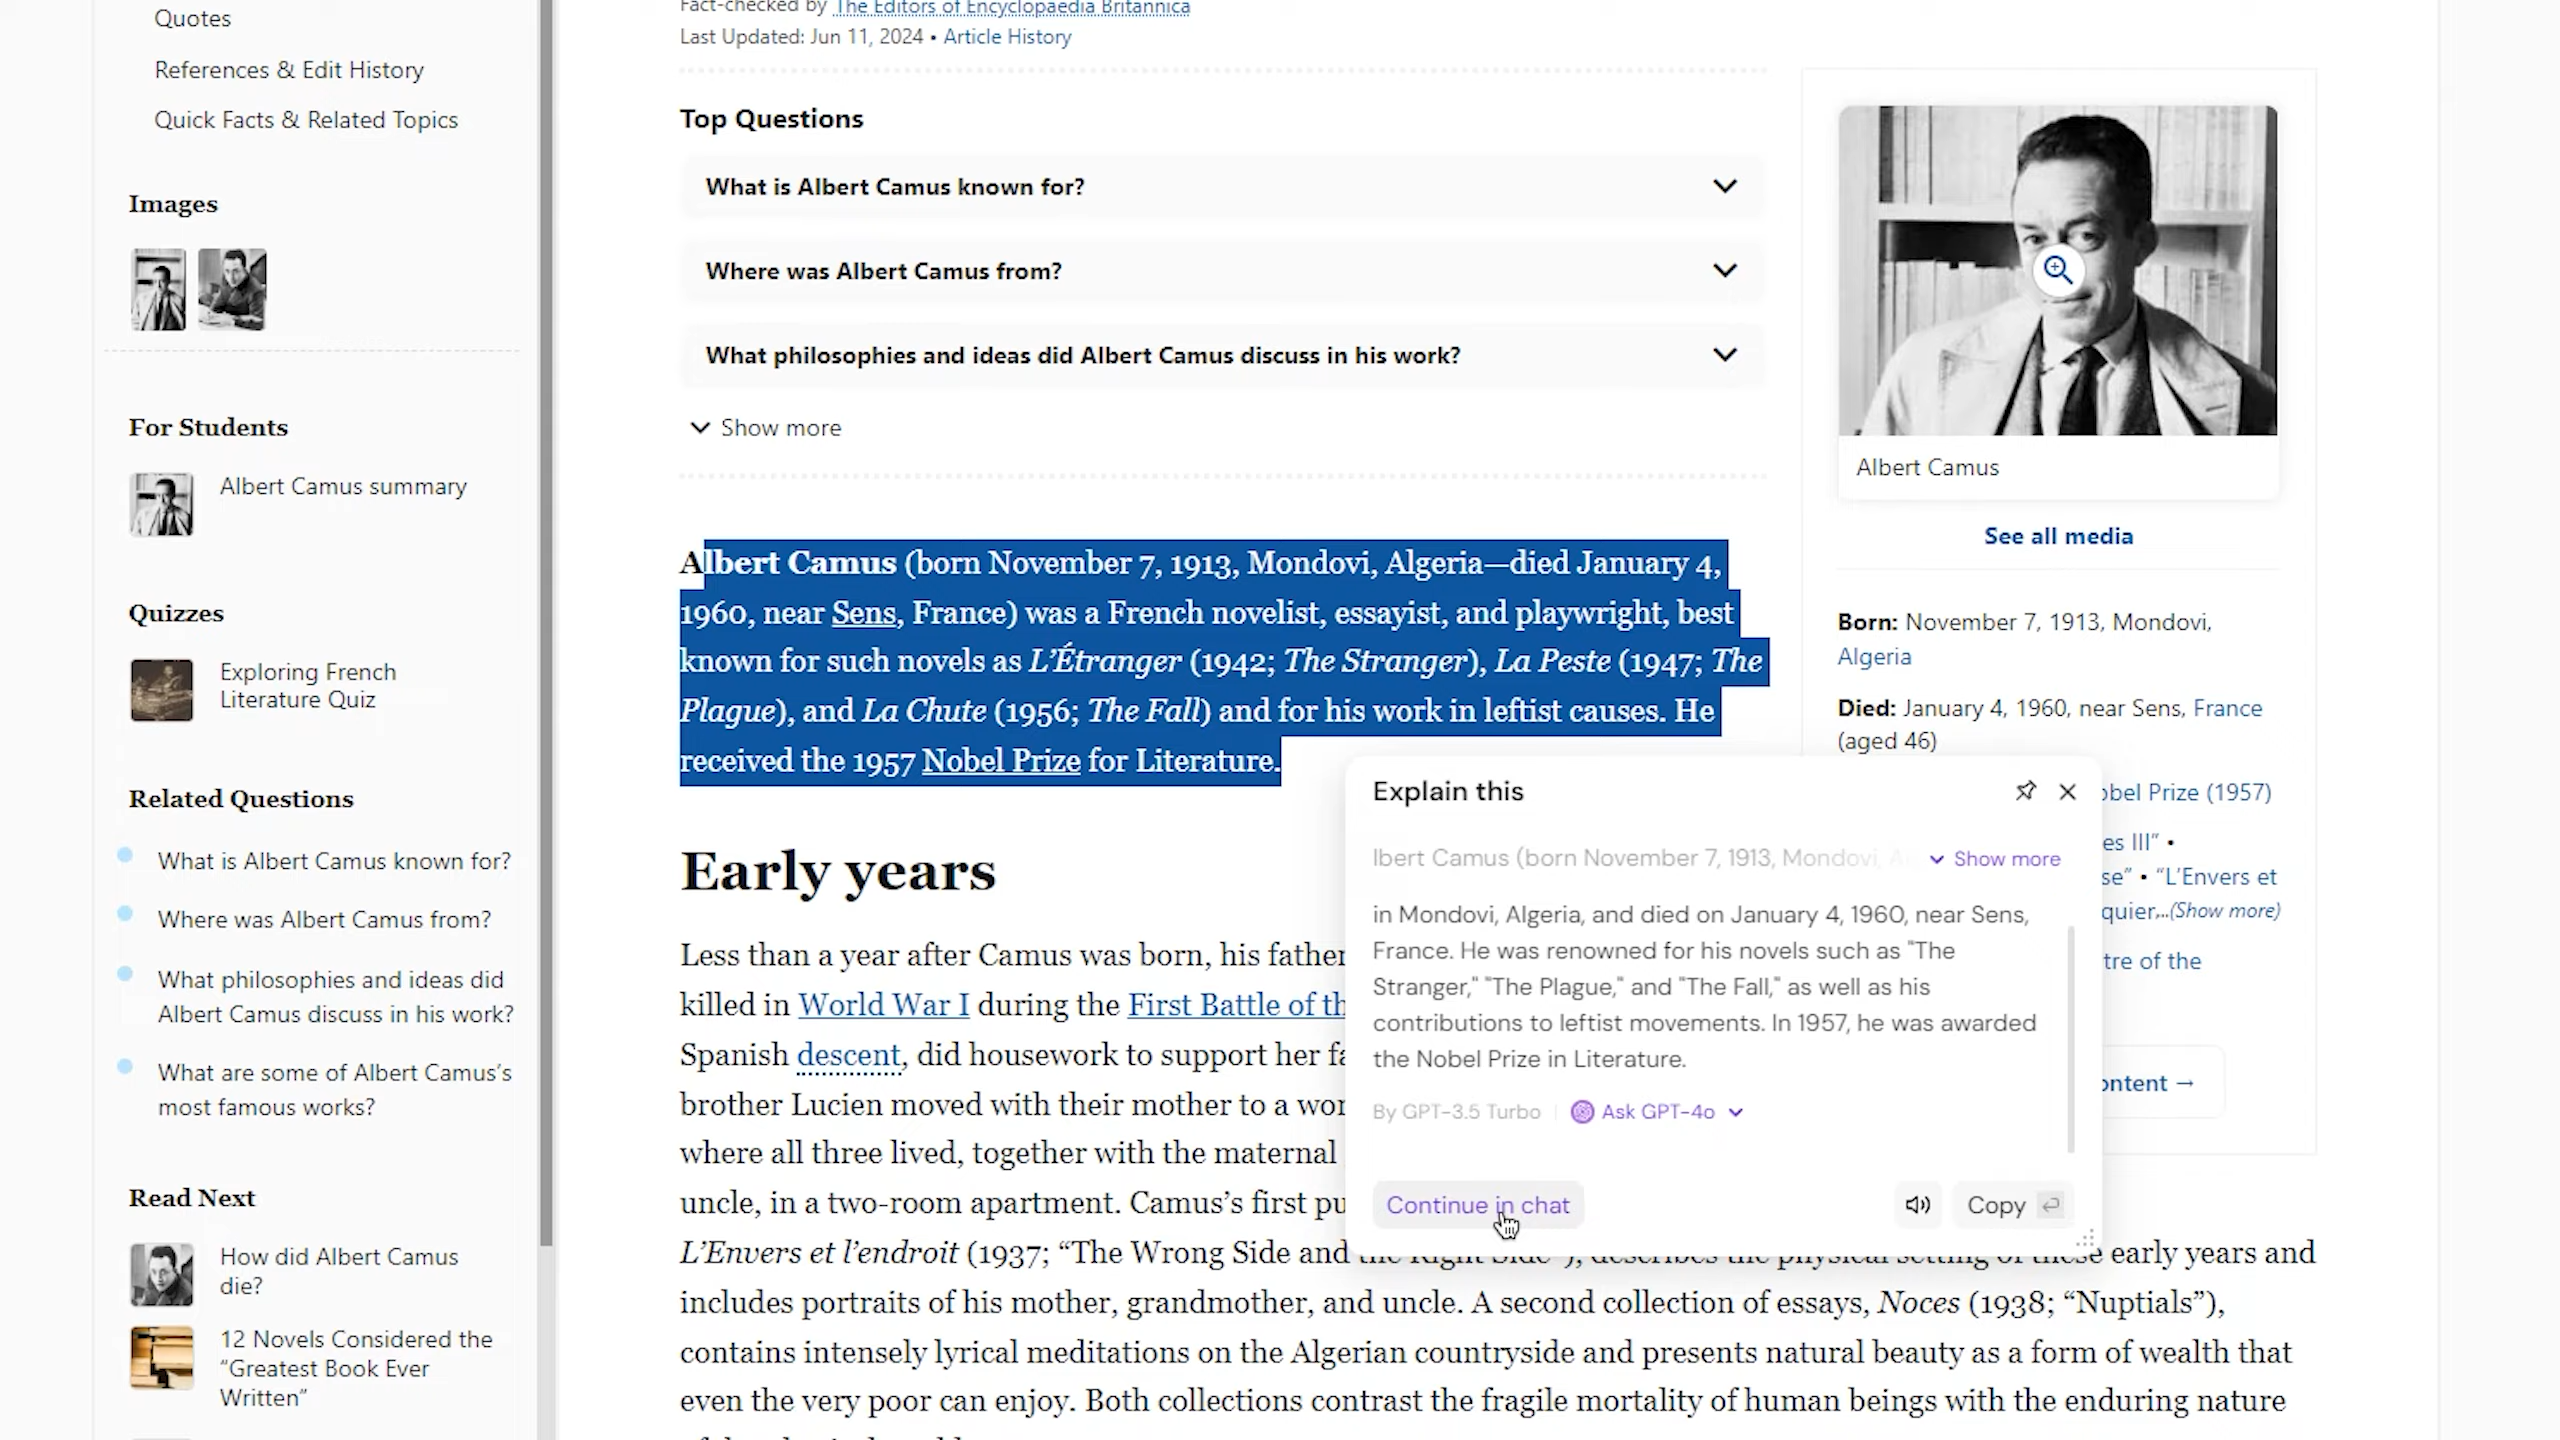 Quotes
References & Edit History
Quick Facts & Related Topics
Images
For Students
Albert Camus summary
Quizzes
Exploring French
Literature Quiz
Related Questions
What is Albert Camus known for?
Where was Albert Camus from?
What philosophies and ideas did
Albert Camus discuss in his work?
What are some of Albert Camus's
most famous works?
Read Next
How did Albert Camus
die?
12 Novels Considered the
“Greatest Book Ever
Written”
Fact-checked by The Editors of Encyclopaedia Britannica
Last Updated: Jun 11, 2024 • Article History
Top Questions
What is Albert Camus known for?
Where was Albert Camus from?
What philosophies and ideas did Albert Camus discuss in his work?
Show more
Albert Camus (born November 7, 1913, Mondovi, Algeria—died January 4,
1960, near Sens, France) was a French novelist, essayist, and playwright, best
known for such novels as L’Étranger (1942; The Stranger), La Peste (1947; The
Plague), and La Chute (1956; The Fall) and for his work in leftist causes. He
received the 1957 Nobel Prize for Literature.
Early years
Less than a year after Camus was born, his father
killed in World War I during the First Battle of
Spanish descent, did housework to support her
brother Lucien moved with their mother to a
where all three lived, together with the maternal
uncle, in a two-room apartment. Camus’s first
L’Envers et l’endroit (1937; “The Wrong Side and the Right Side”), describes the physical setting of these early years and
includes portraits of his mother, grandmother, and uncle. A second collection of essays, Noces (1938; “Nuptials”),
contains intensely lyrical meditations on the Algerian countryside and presents natural beauty as a form of wealth that
even the very poor can enjoy. Both collections contrast the fragile mortality of human beings with the enduring nature
Albert Camus
See all media
Born: November 7, 1913, Mondovi,
Algeria
Died: January 4, 1960, near Sens, France
(aged 46)
Prize (1957)
III” •
• “L’Envers et
(Show more)
of the
→
Explain this
lbert Camus (born November 7, 1913, Mondovi,
Show more
in Mondovi, Algeria, and died on January 4, 1960, near Sens,
France. He was renowned for his novels such as "The
Stranger," "The Plague," and "The Fall," as well as his
contributions to leftist movements. In 1957, he was awarded
the Nobel Prize in Literature.
By GPT-3.5 Turbo
Ask GPT-4o
Continue in chat
Copy